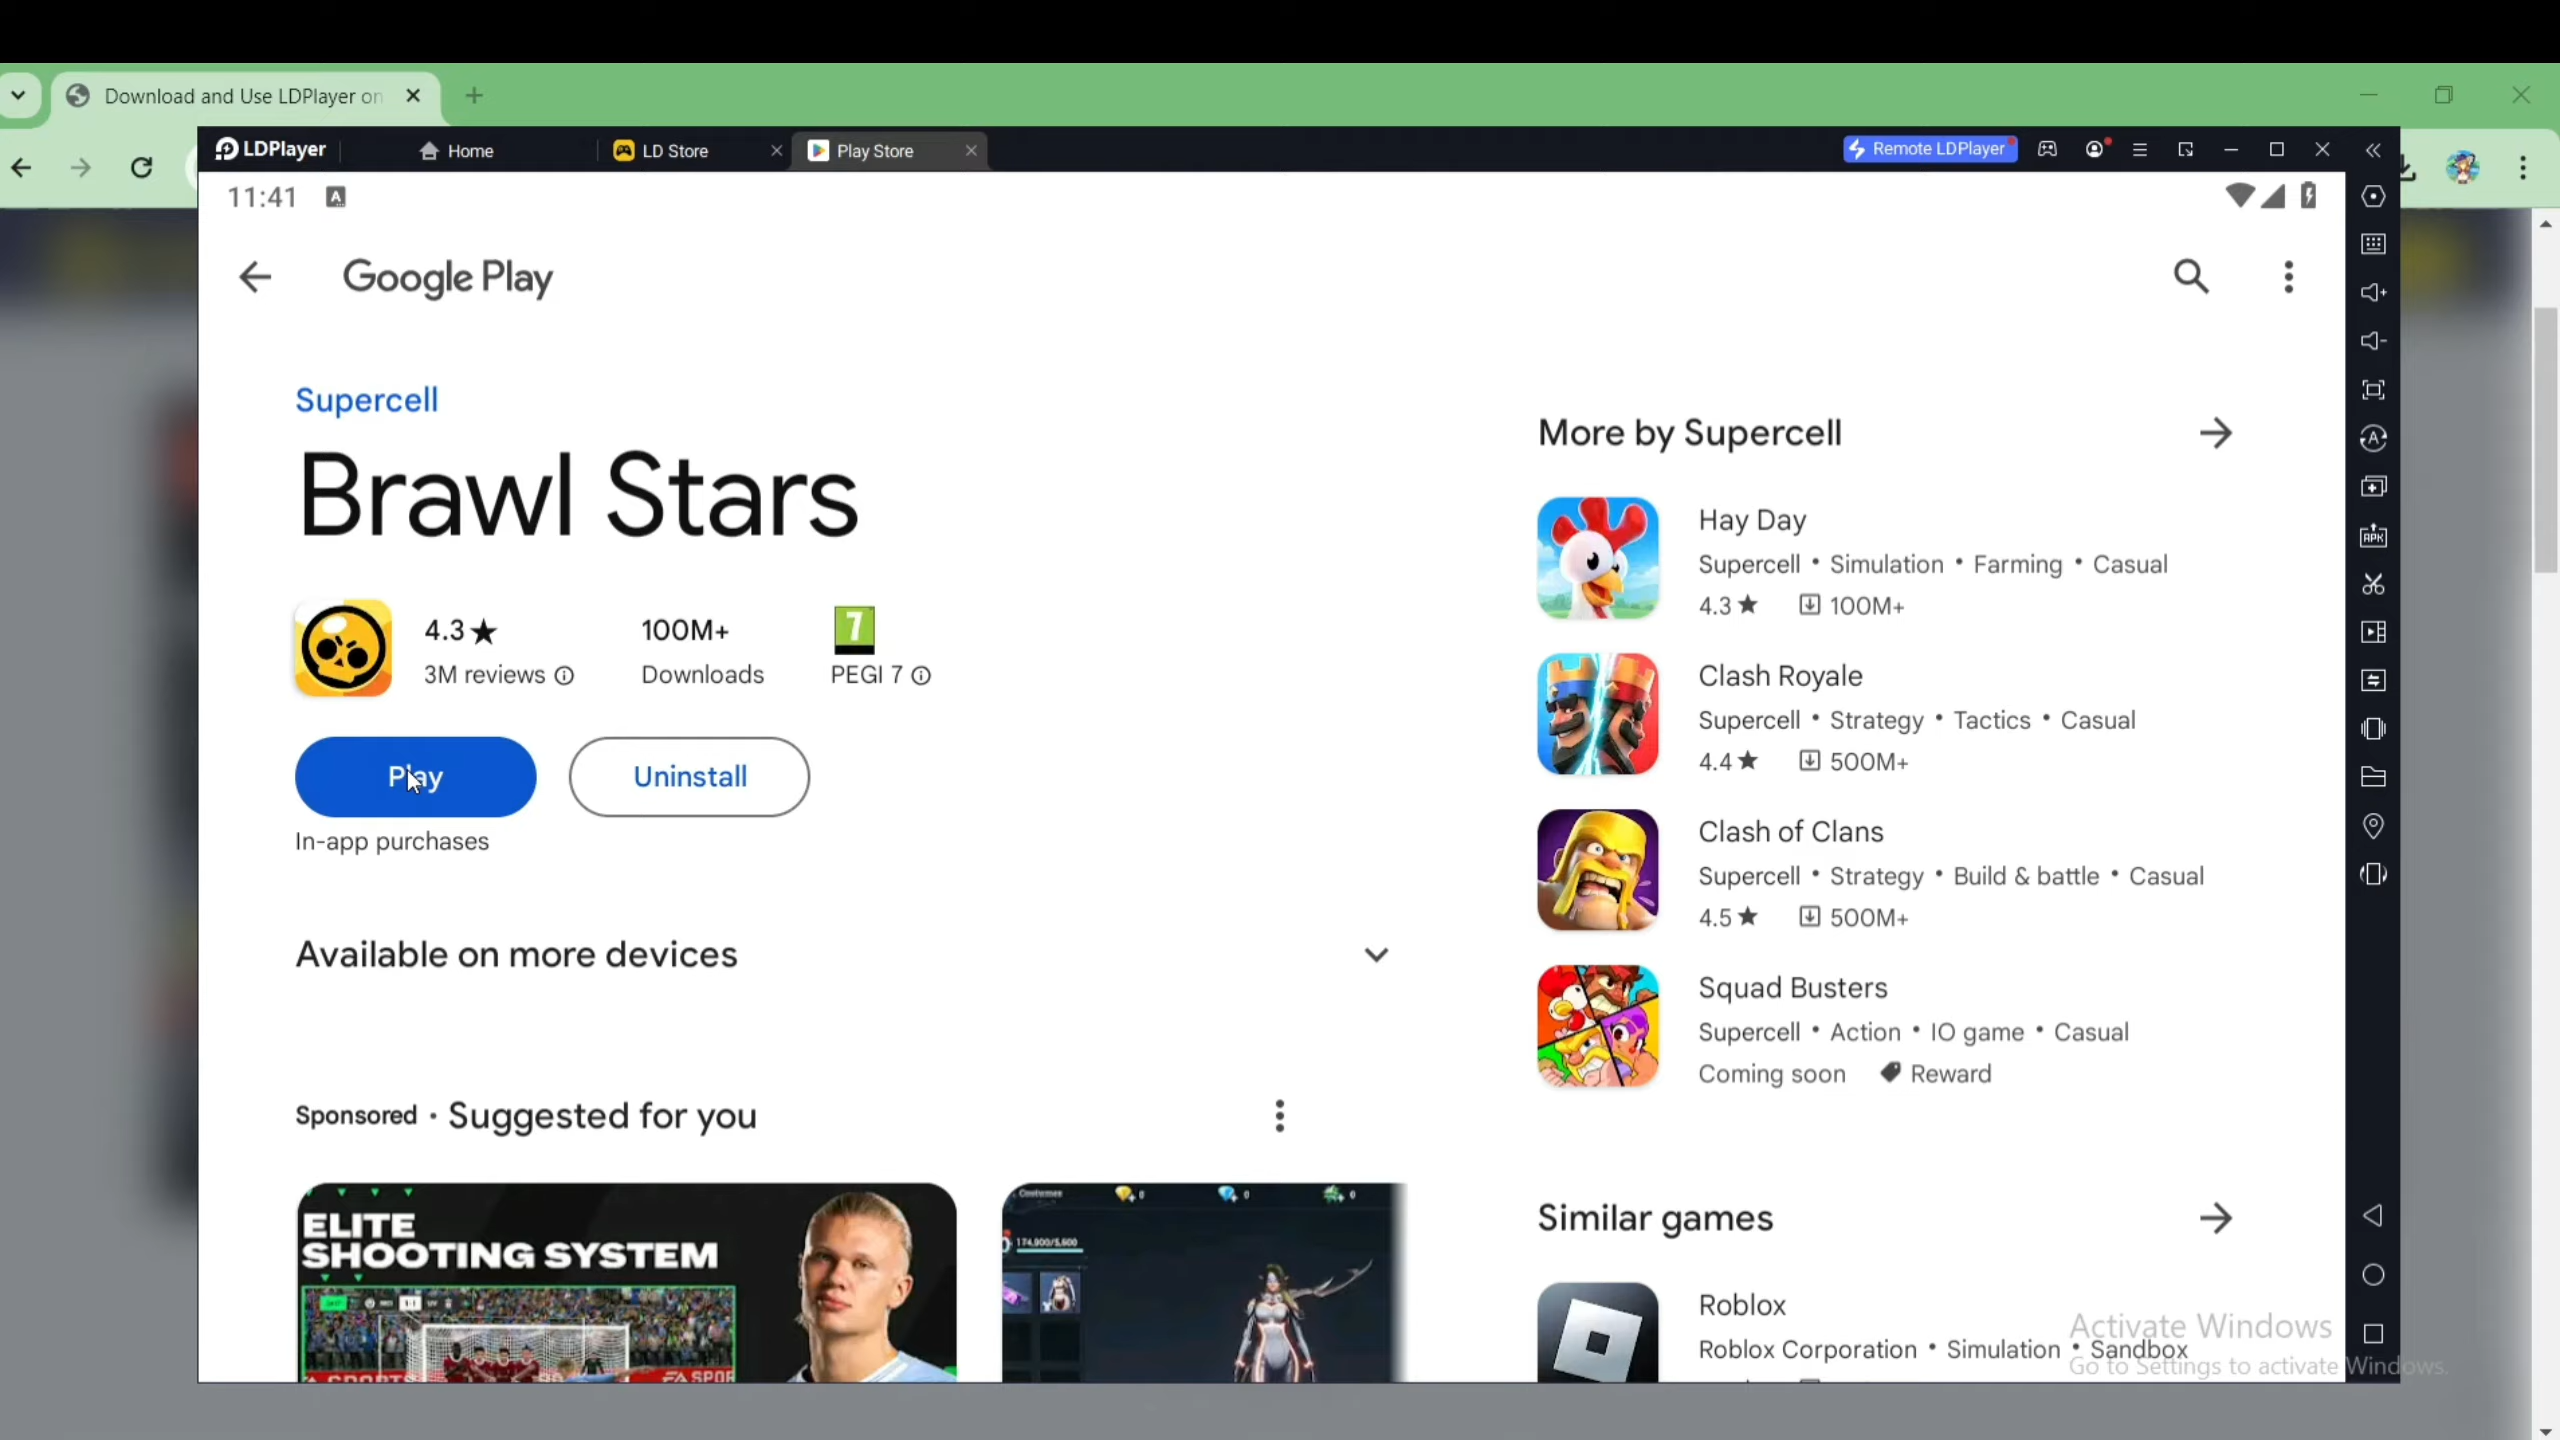 Download and Use LDPlayer on
LDPlayer
Home
LD Store
Play Store
Remote LDPlayer
11:41
A
Google Play
Supercell
Brawl Stars
4.3★
100M+
7
3M reviews
Downloads
PEGI 7
Play
Uninstall
In-app purchases
Available on more devices
Sponsored • Suggested for you
ELITE
SHOOTING SYSTEM
Costumes
0
0
0
More by Supercell
Hay Day
Supercell • Simulation • Farming • Casual
4.3★ 100M+
Clash Royale
Supercell • Strategy • Tactics • Casual
4.4★ 500M+
Clash of Clans
Supercell • Strategy • Build & battle • Casual
4.5★ 500M+
Squad Busters
Supercell • Action • IO game • Casual
Coming soon Reward
Similar games
Roblox
Roblox Corporation • Simulation • Sandbox
A
APK
Activate Windows
Go to Settings to activate Windows.